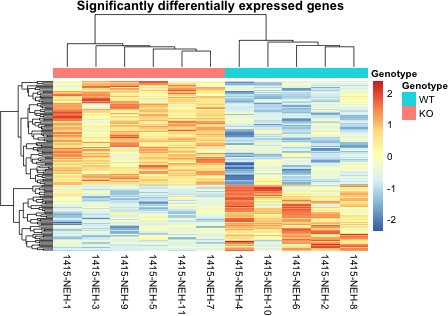 Significantly differentially expressed genes
Genotype
Genotype
WT
KO
2
1
0
-1
-2
1415-NEH-1
1415-NEH-3
1415-NEH-9
1415-NEH-5
1415-NEH-11
1415-NEH-7
1415-NEH-4
1415-NEH-10
1415-NEH-6
1415-NEH-2
1415-NEH-8